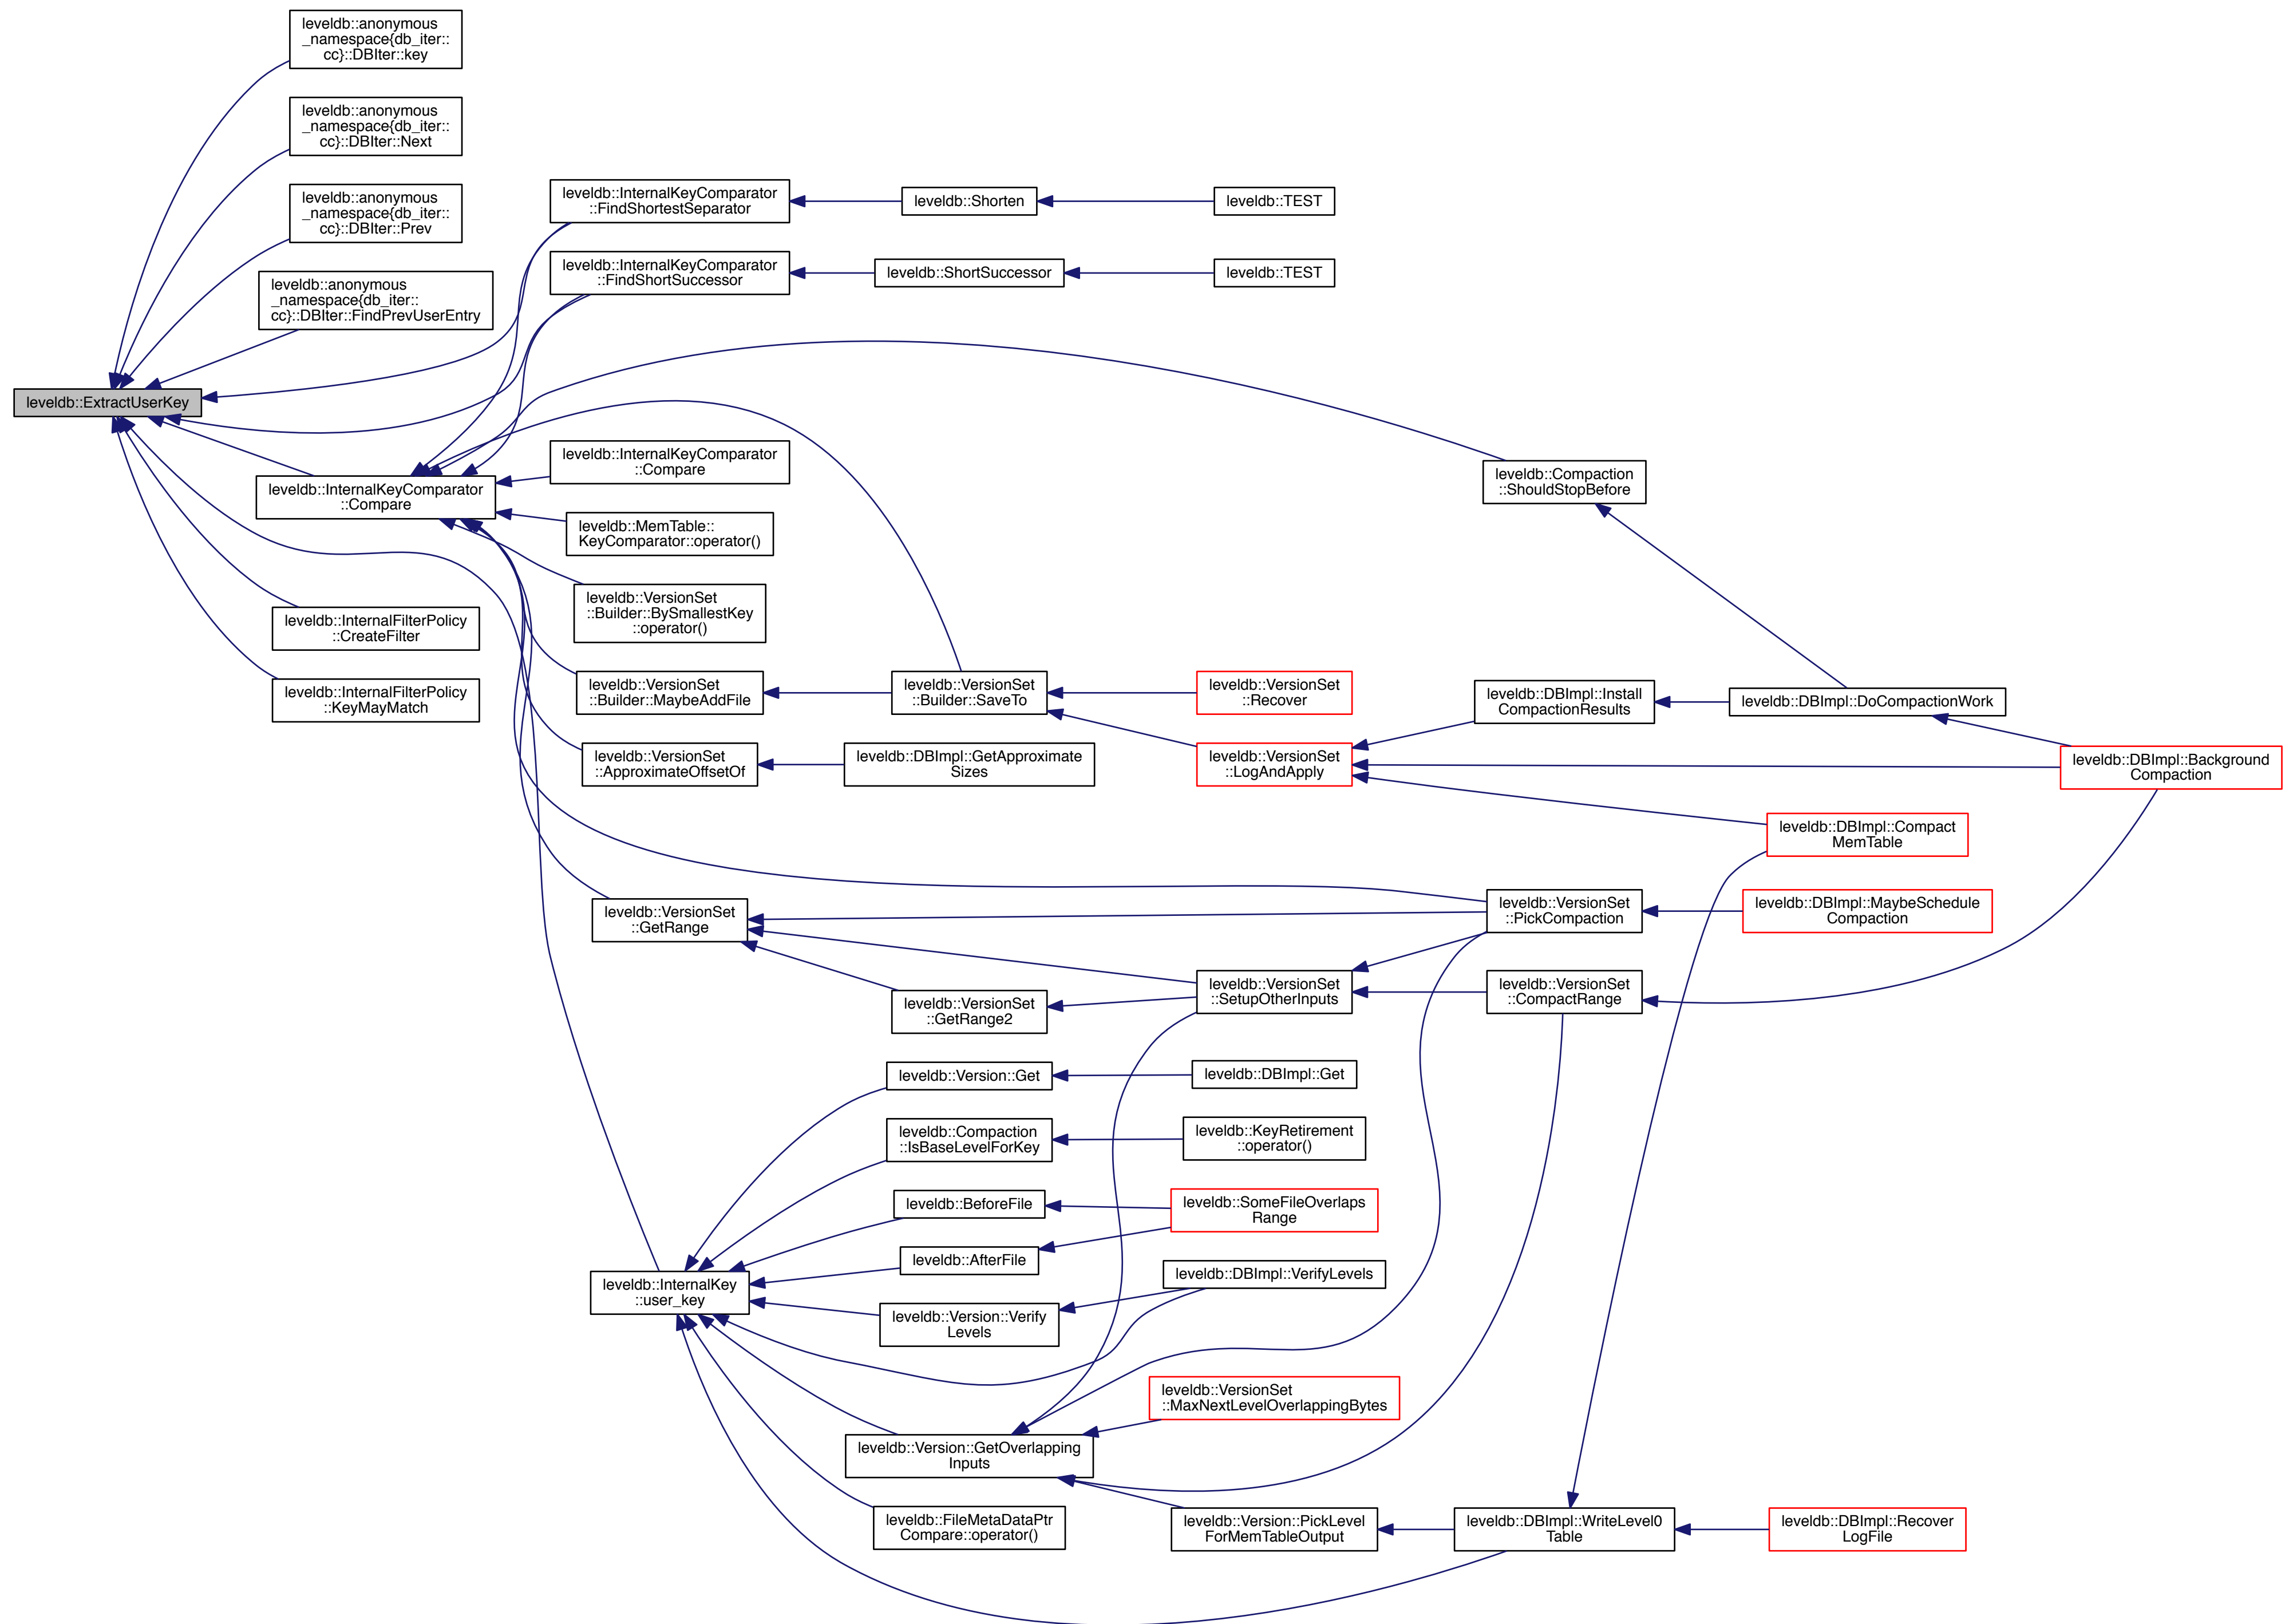 leveldb::anonymous
_namespace{db_iter::
cc}::DBIter::key
leveldb::anonymous
_namespace{db_iter::
cc}::DBIter::Next
leveldb::anonymous
_namespace{db_iter::
cc}::DBIter::Prev
leveldb::anonymous
_namespace{db_iter::
cc}::DBIter::FindPrevUserEntry
leveldb::ExtractUserKey
leveldb::InternalKeyComparator
::Compare
leveldb::InternalFilterPolicy
::CreateFilter
leveldb::InternalFilterPolicy
::KeyMayMatch
leveldb::InternalKeyComparator
::FindShortestSeparator
leveldb::Shorten
leveldb::TEST
leveldb::InternalKeyComparator
::FindShortSuccessor
leveldb::ShortSuccessor
leveldb::TEST
leveldb::InternalKeyComparator
::Compare
leveldb::Compaction
::ShouldStopBefore
leveldb::MemTable::
KeyComparator::operator()
leveldb::VersionSet
::Builder::BySmallestKey
::operator()
leveldb::VersionSet
::Builder::MaybeAddFile
leveldb::VersionSet
::Builder::SaveTo
leveldb::VersionSet
::Recover
leveldb::DBImpl::Install
CompactionResults
leveldb::DBImpl::DoCompactionWork
leveldb::VersionSet
::ApproximateOffsetOf
leveldb::DBImpl::GetApproximate
Sizes
leveldb::VersionSet
::LogAndApply
leveldb::DBImpl::Background
Compaction
leveldb::DBImpl::Compact
MemTable
leveldb::VersionSet
::GetRange
leveldb::VersionSet
::PickCompaction
leveldb::DBImpl::MaybeSchedule
Compaction
leveldb::VersionSet
::GetRange2
leveldb::VersionSet
::SetupOtherInputs
leveldb::VersionSet
::CompactRange
leveldb::Version::Get
leveldb::DBImpl::Get
leveldb::Compaction
::IsBaseLevelForKey
leveldb::KeyRetirement
::operator()
leveldb::BeforeFile
leveldb::SomeFileOverlaps
Range
leveldb::AfterFile
leveldb::InternalKey
::user_key
leveldb::DBImpl::VerifyLevels
leveldb::Version::Verify
Levels
leveldb::VersionSet
::MaxNextLevelOverlappingBytes
leveldb::Version::GetOverlapping
Inputs
leveldb::FileMetaDataPtr
Compare::operator()
leveldb::Version::PickLevel
ForMemTableOutput
leveldb::DBImpl::WriteLevel0
Table
leveldb::DBImpl::Recover
LogFile